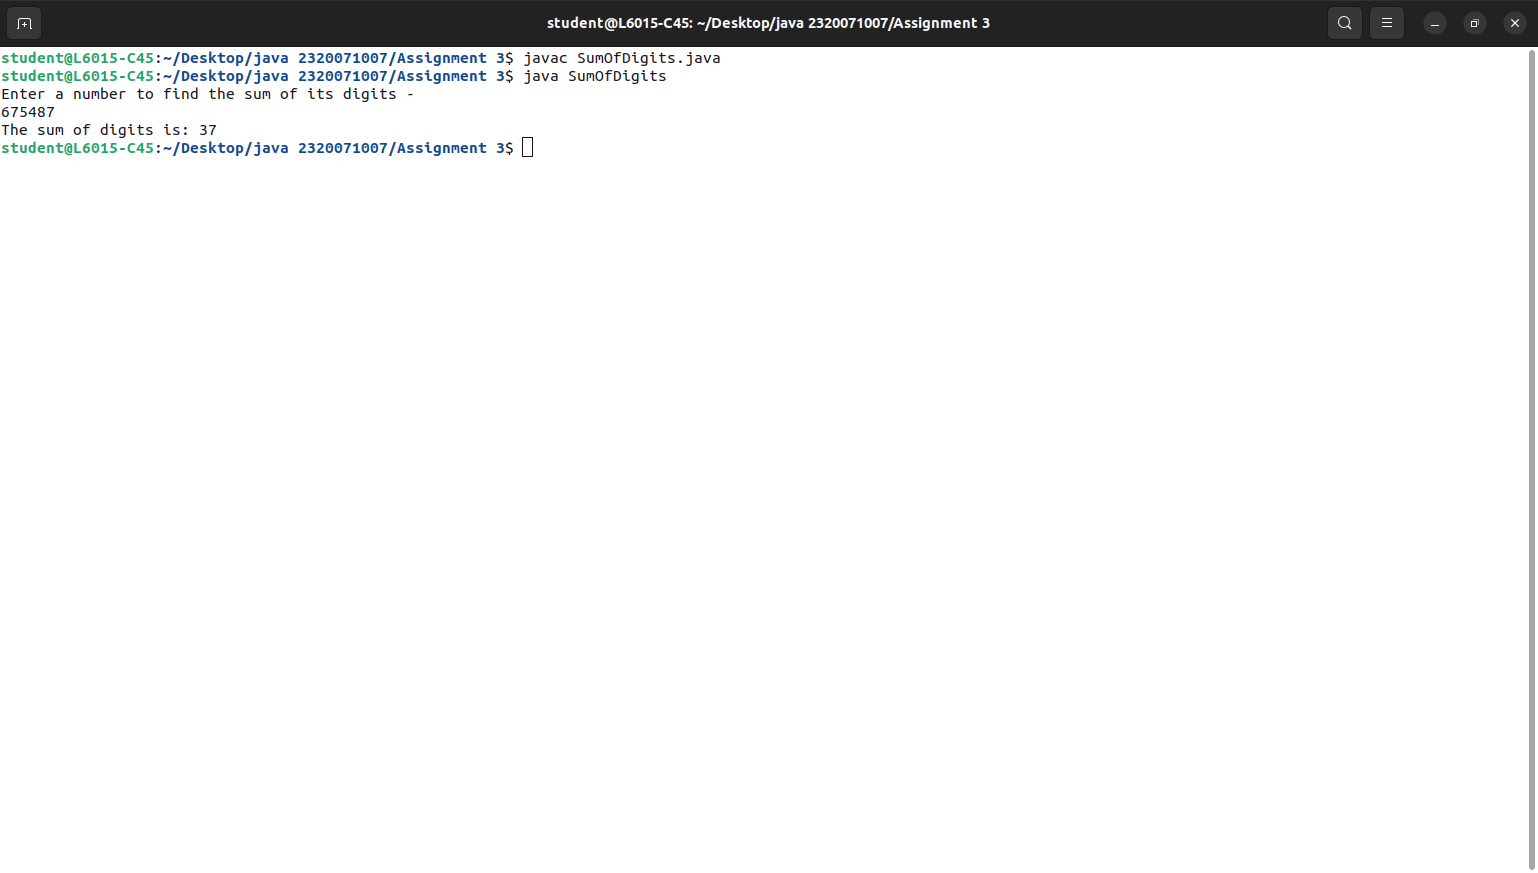 student@L6015-C45: ~/Desktop/java 2320071007/Assignment 3
student@L6015-C45:~/Desktop/java 2320071007/Assignment 3$ javac SumOfDigits.java
student@L6015-C45:~/Desktop/java 2320071007/Assignment 3$ java SumOfDigits
Enter a number to find the sum of its digits -
675487
The sum of digits is: 37
student@L6015-C45:~/Desktop/java 2320071007/Assignment 3$